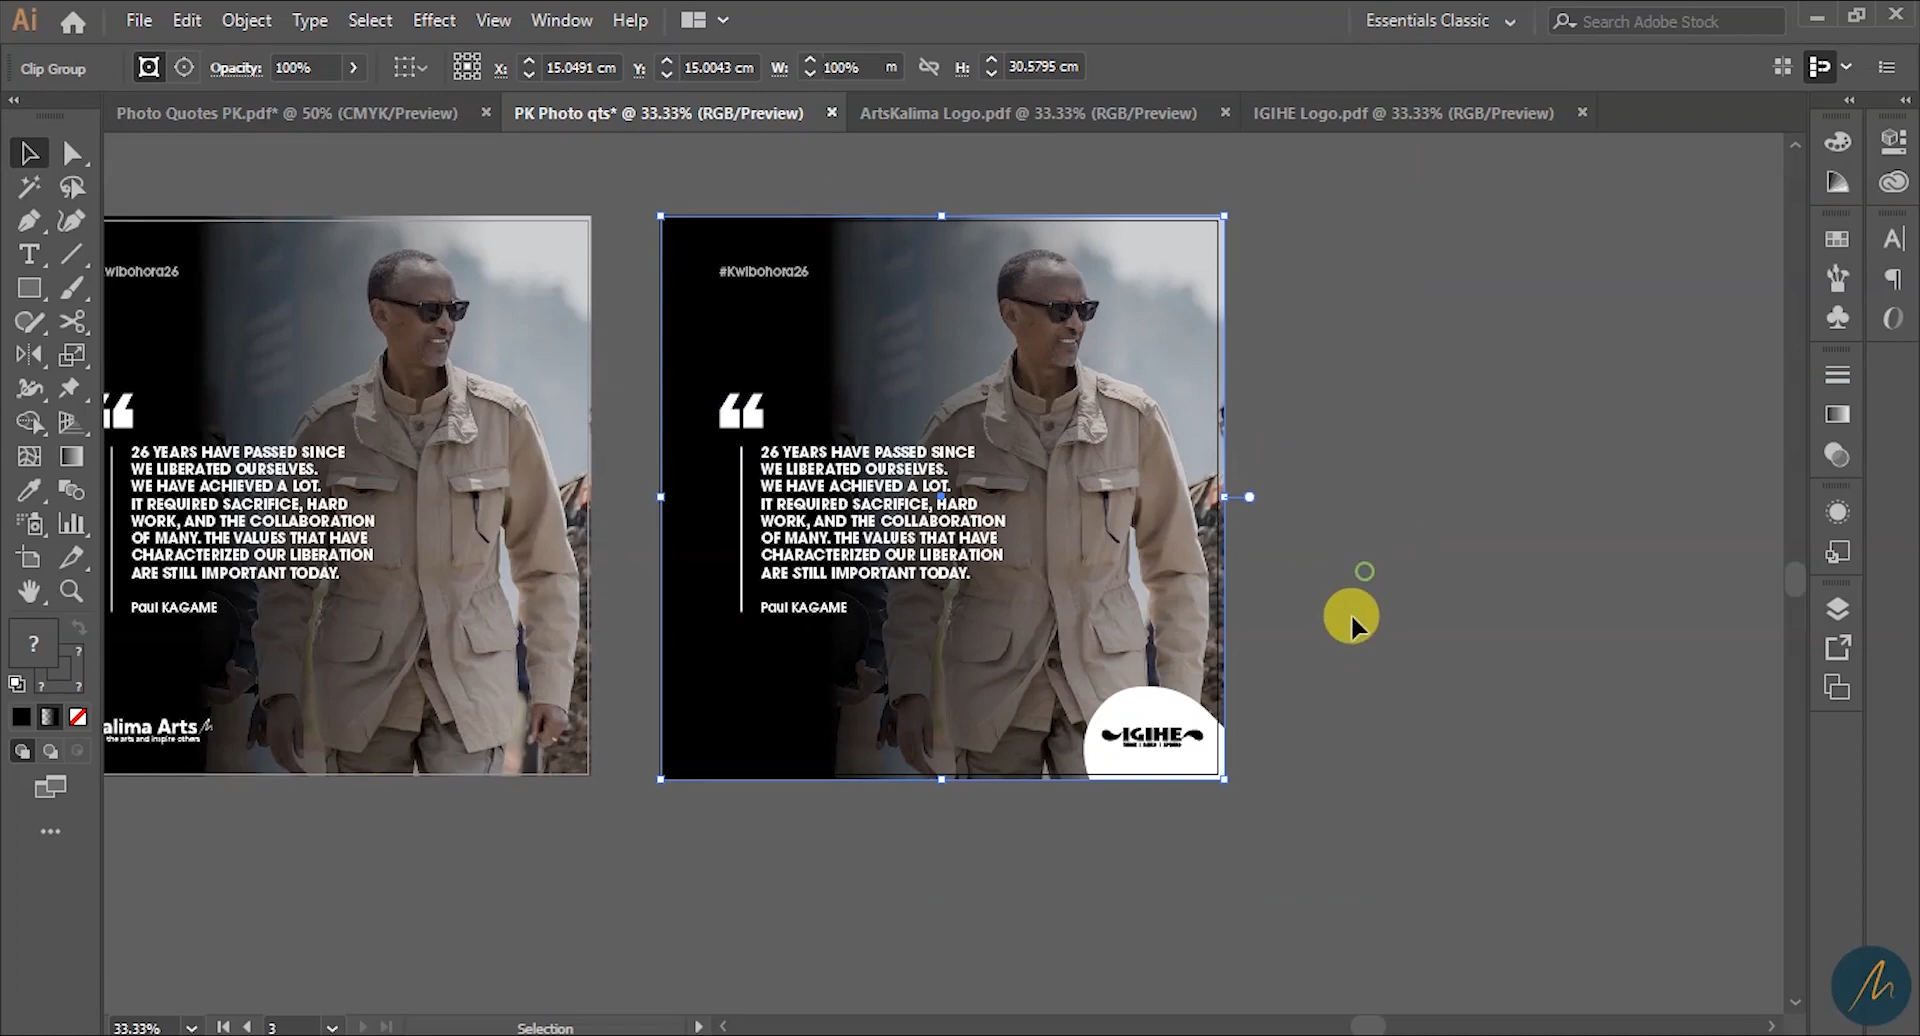 Ai File Edit Object Type Select Effect View Window Help Essentials Classic Search Adobe Stock
Clip Group Opacity: 100% X: 15.0491 cm Y: 15.0043 cm W: 100% m H: 30.5795 cm
Photo Quotes PK.pdf* @ 50% (CMYK/Preview) PK Photo qts* @ 33.33% (RGB/Preview) ArtsKalima Logo.pdf @ 33.33% (RGB/Preview) IGIHE Logo.pdf @ 33.33% (RGB/Preview)
wibohora26
26 YEARS HAVE PASSED SINCE
WE LIBERATED OURSELVES.
WE HAVE ACHIEVED A LOT.
IT REQUIRED SACRIFICE, HARD
WORK, AND THE COLLABORATION
OF MANY. THE VALUES THAT HAVE
CHARACTERIZED OUR LIBERATION
ARE STILL IMPORTANT TODAY.
Paul KAGAME
alima Arts
the arts and inspire others
#Kwibohora26
26 YEARS HAVE PASSED SINCE
WE LIBERATED OURSELVES.
WE HAVE ACHIEVED A LOT.
IT REQUIRED SACRIFICE, HARD
WORK, AND THE COLLABORATION
OF MANY. THE VALUES THAT HAVE
CHARACTERIZED OUR LIBERATION
ARE STILL IMPORTANT TODAY.
Paul KAGAME
IGIHE
33.33% 3 Selection